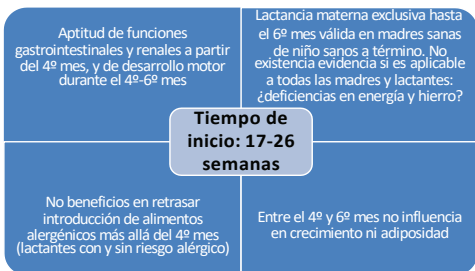 Aptitud de funciones
gastrointestinales y renales a partir
del 4º mes, y de desarrollo motor
durante el 4º-6º mes
Lactancia materna exclusiva hasta
el 6º mes válida en madres sanas
de niño sanos a término. No
existencia evidencia si es aplicable
a todas las madres y lactantes:
¿deficiencias en energía y hierro?
Tiempo de
inicio: 17-26
semanas
No beneficios en retrasar
introducción de alimentos
alergénicos más allá del 4º mes
(lactantes con y sin riesgo alérgico)
Entre el 4º y 6º mes no influencia
en crecimiento ni adiposidad